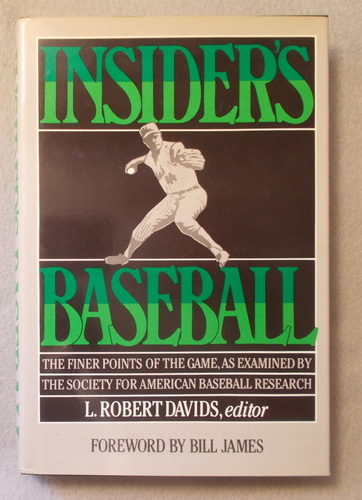 INSIDER'S
BASEBALL
THE FINER POINTS OF THE GAME, AS EXAMINED BY
THE SOCIETY FOR AMERICAN BASEBALL RESEARCH
L. ROBERT DAVIDS, editor
FOREWORD BY BILL JAMES